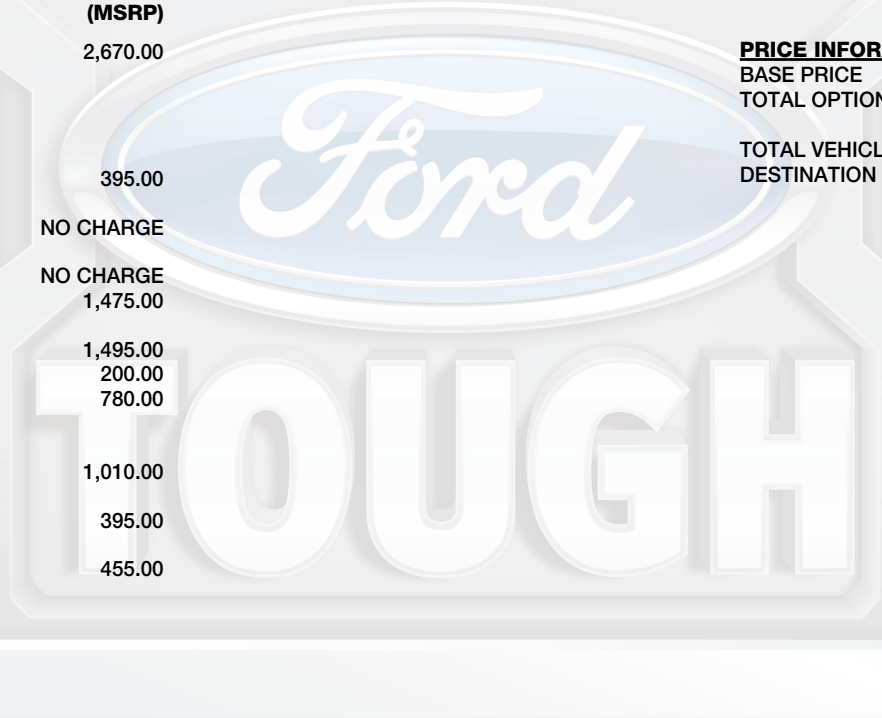 (MSRP)
2,670.00
395.00
NO CHARGE
NO CHARGE
1,475.00
1,495.00
200.00
780.00
1,010.00
395.00
455.00
PRICE INFOR
BASE PRICE
TOTAL OPTION
TOTAL VEHICL
DESTINATION
Ford
TOUGH